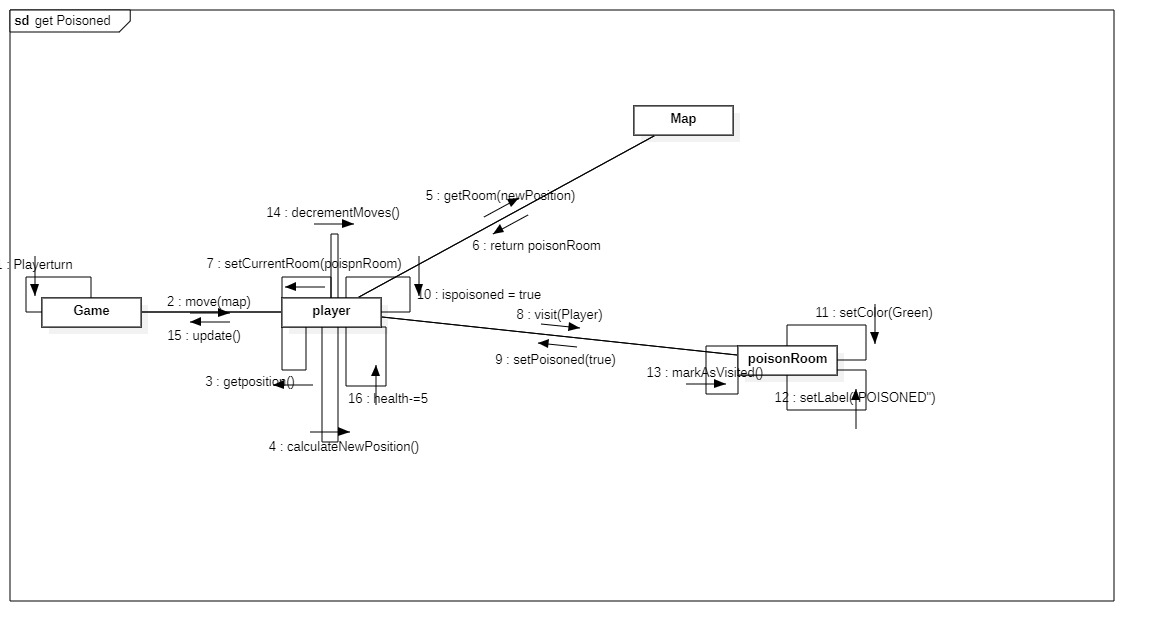 sd get Poisoned
Map
5 : getRoom(newPosition)
14 : decrementMoves()
6 : return poisonRoom
: Playerturn
7 : setCurrentRoom(poispnRoom)
10 : ispoisoned = true
2 : move(map)
Game
player
8 : visit(Player)
11 : setColor(Green)
15 : update()
9 : setPoisoned(true)
poisonRoom
3 : getposition()
13 : markAsVisited()
16 : health-=5
12 : setLabel("POISONED")
4 : calculateNewPosition()